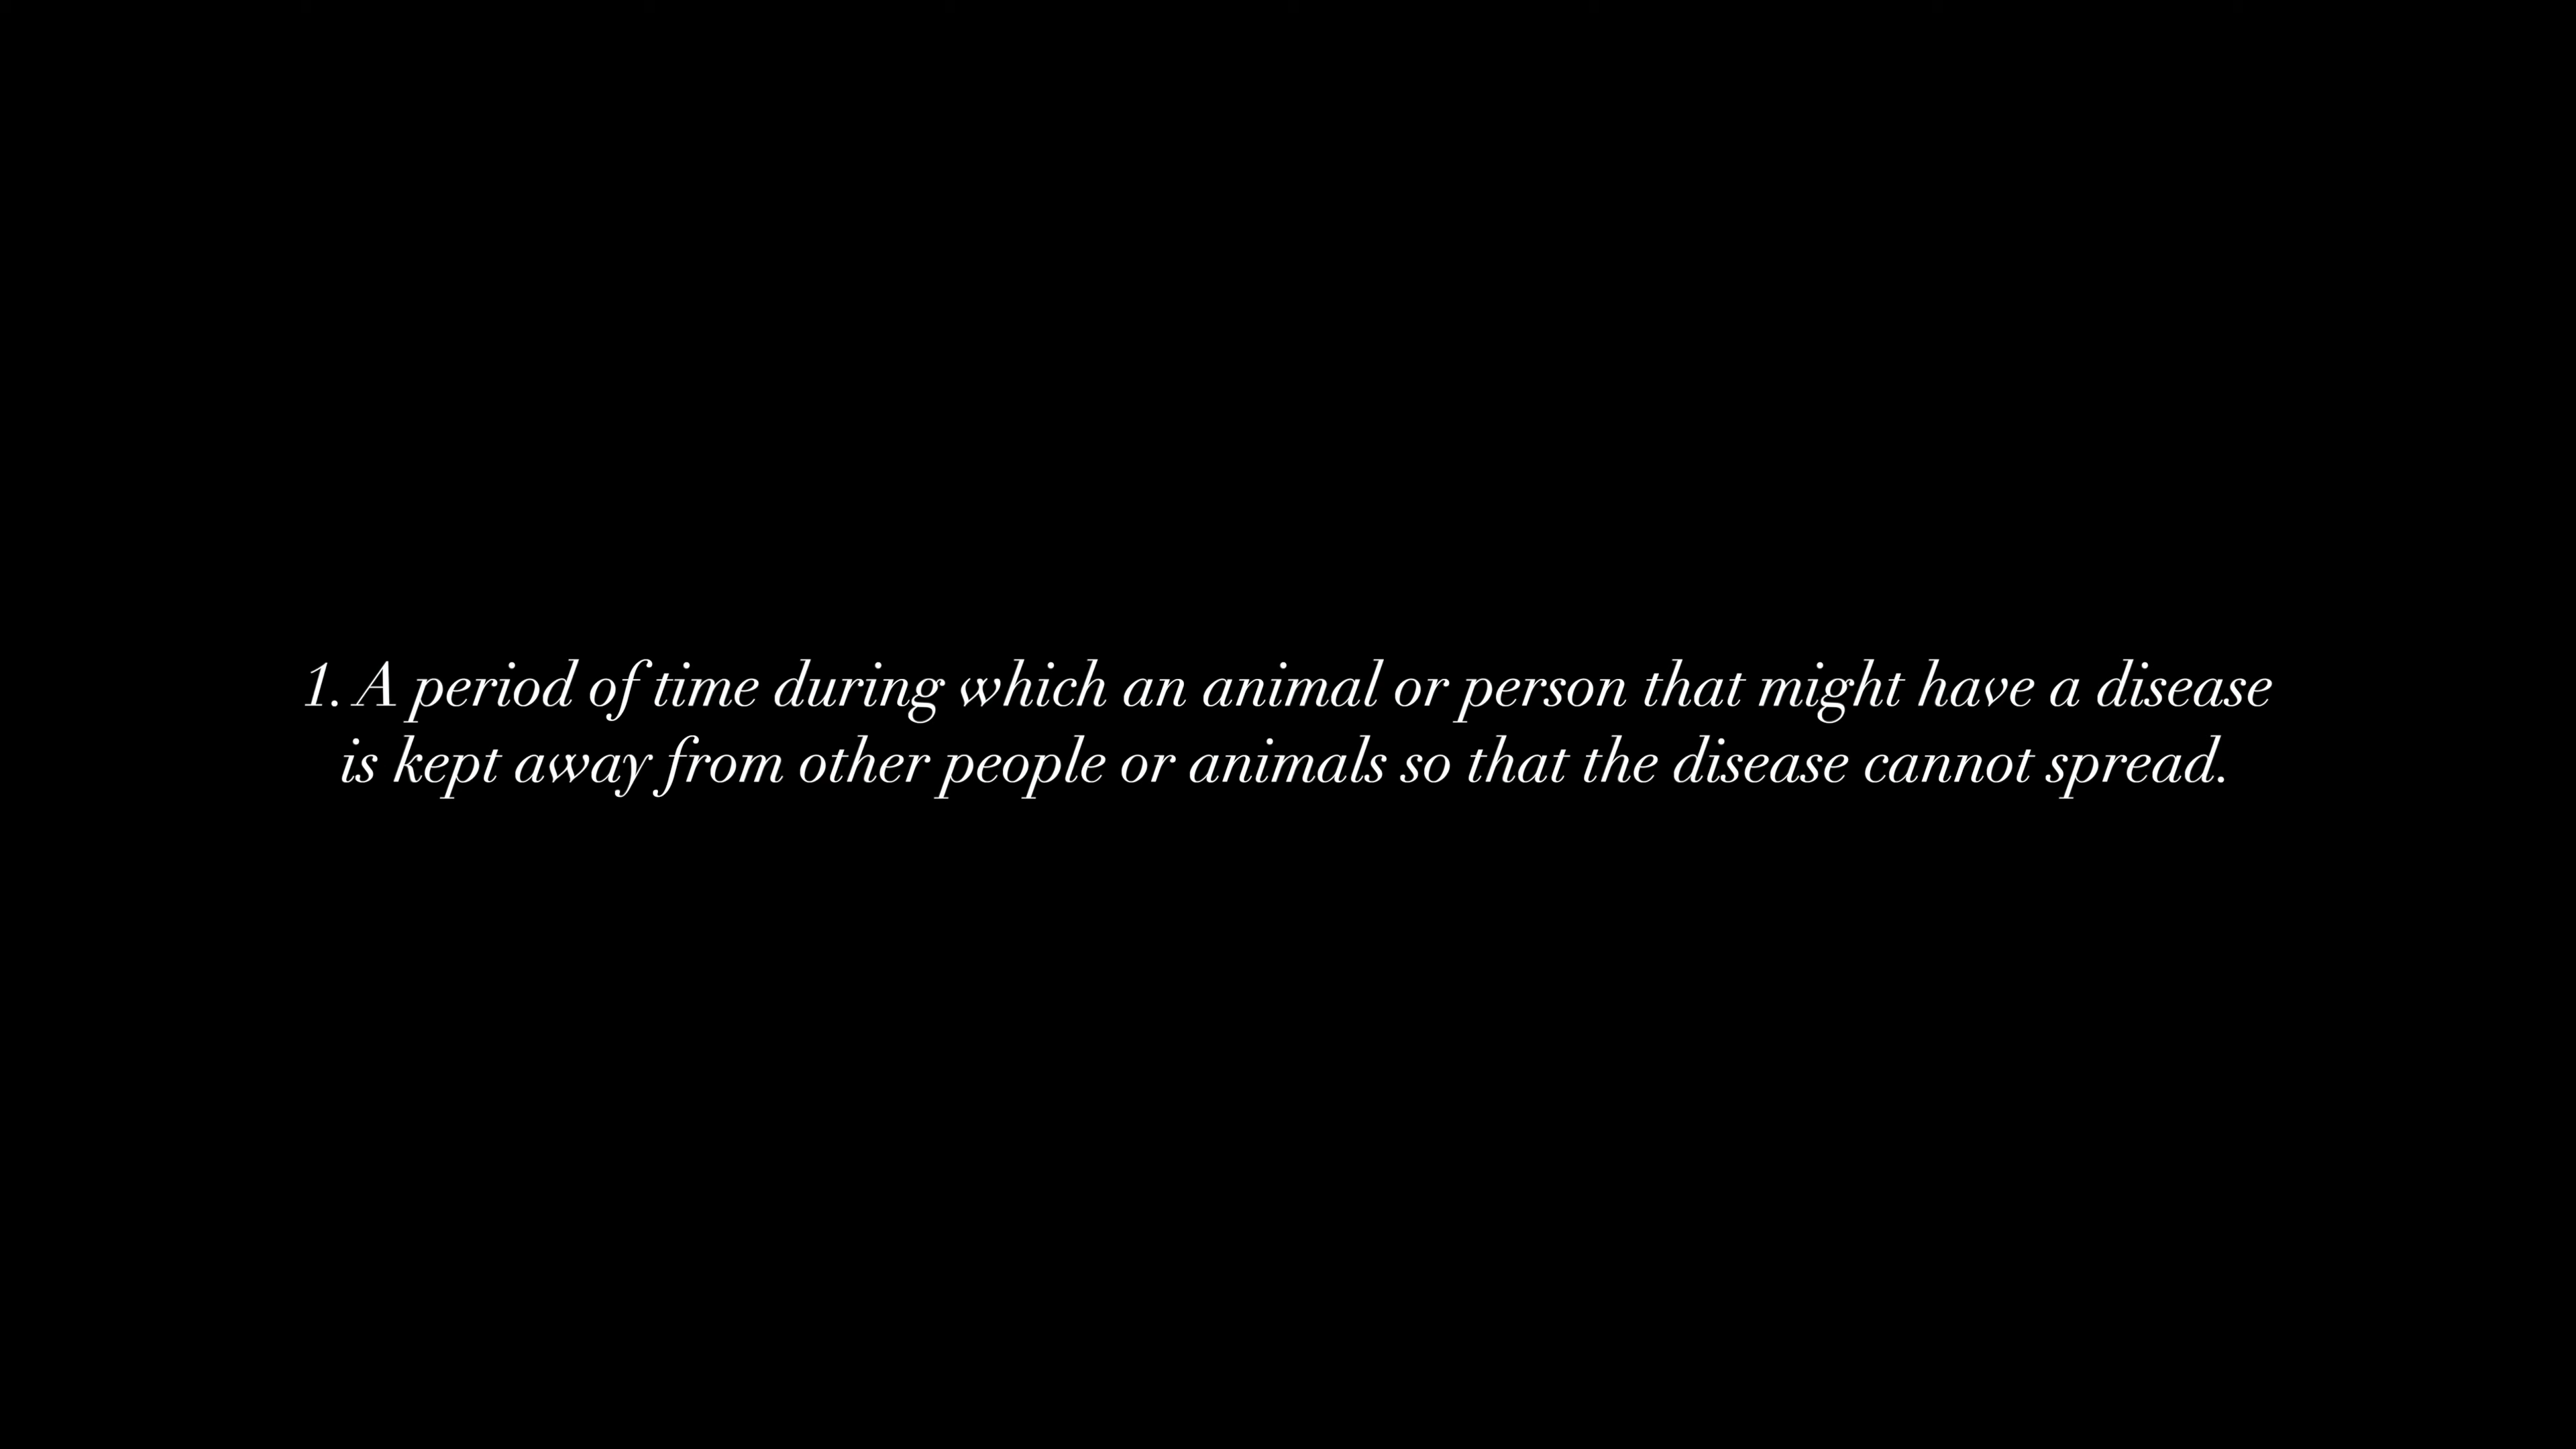 1. A period of time during which an animal or person that might have a disease
is kept away from other people or animals so that the disease cannot spread.